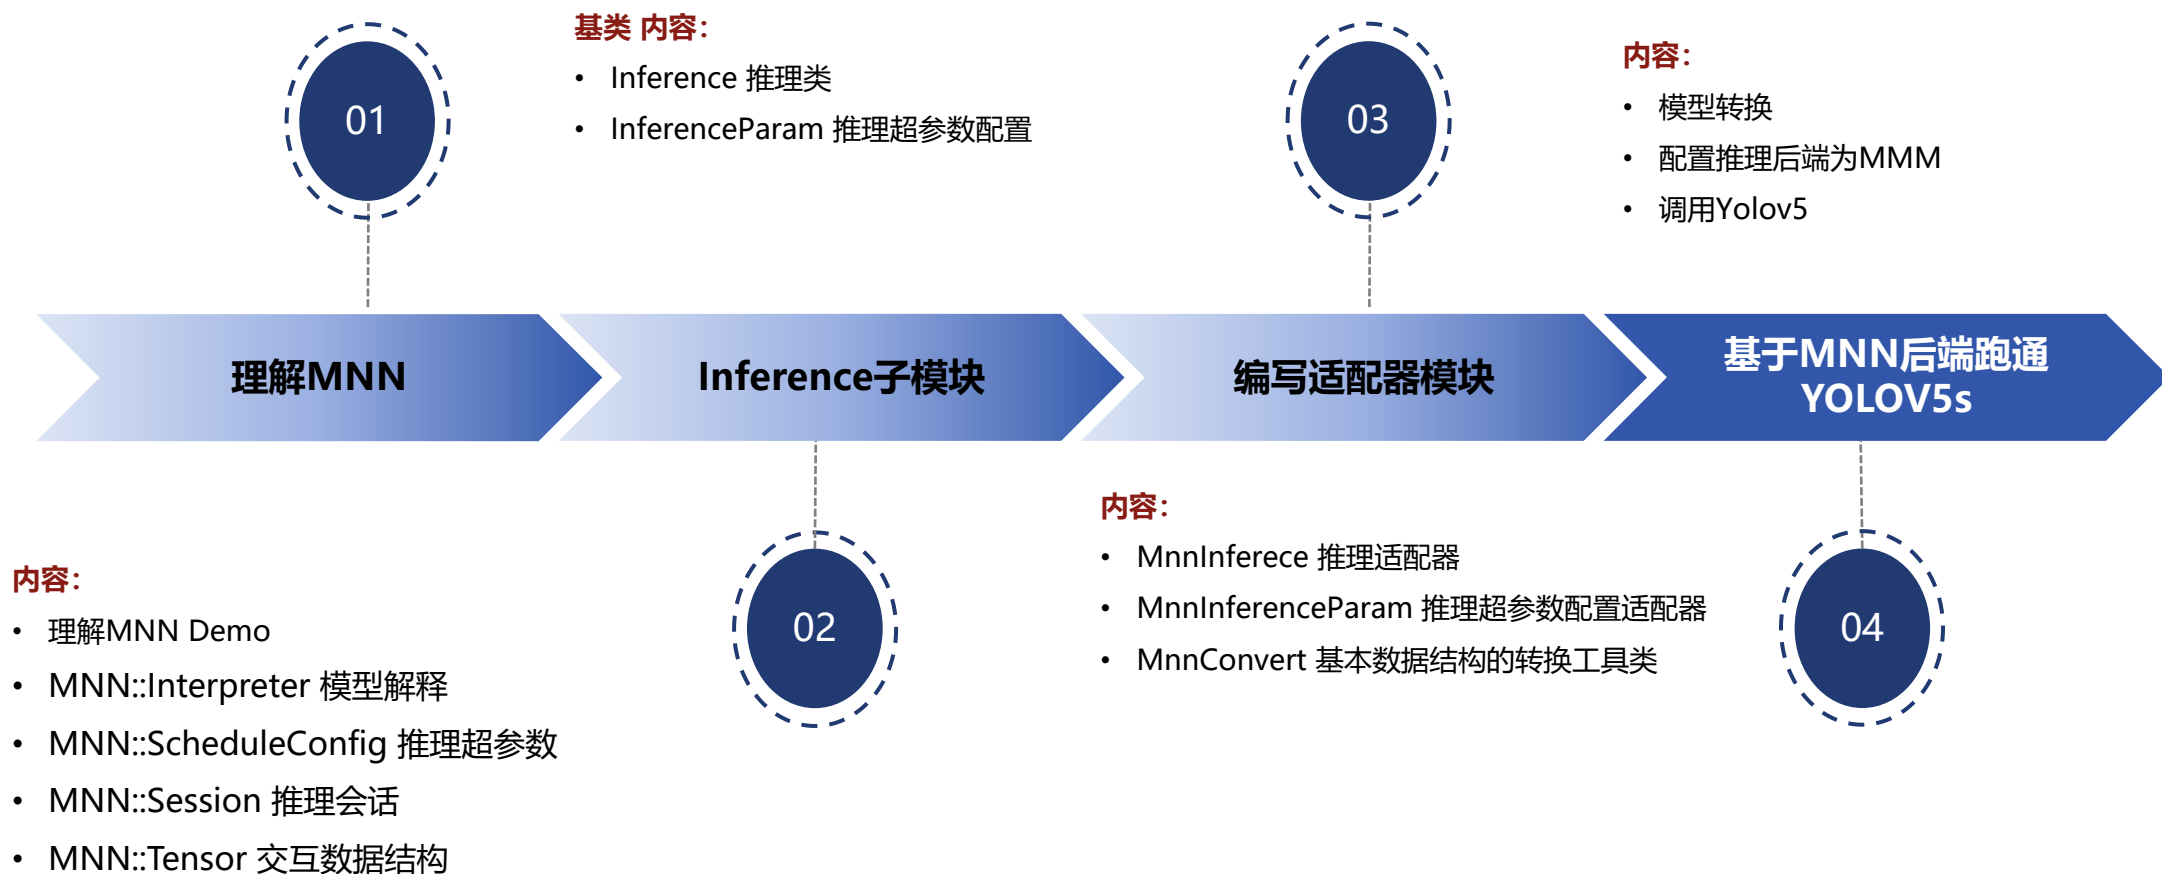 01
理解MNN
内容：
• 理解MNN Demo
• MNN::Interpreter 模型解释
• MNN::ScheduleConfig 推理超参数
• MNN::Session 推理会话
• MNN::Tensor 交互数据结构
基类 内容：
• Inference 推理类
• InferenceParam 推理超参数配置
Inference子模块
02
03
编写适配器模块
内容：
• MnnInferece 推理适配器
• MnnInferenceParam 推理超参数配置适配器
• MnnConvert 基本数据结构的转换工具类
内容：
• 模型转换
• 配置推理后端为MMM
• 调用Yolov5
基于MNN后端跑通
YOLOV5s
04